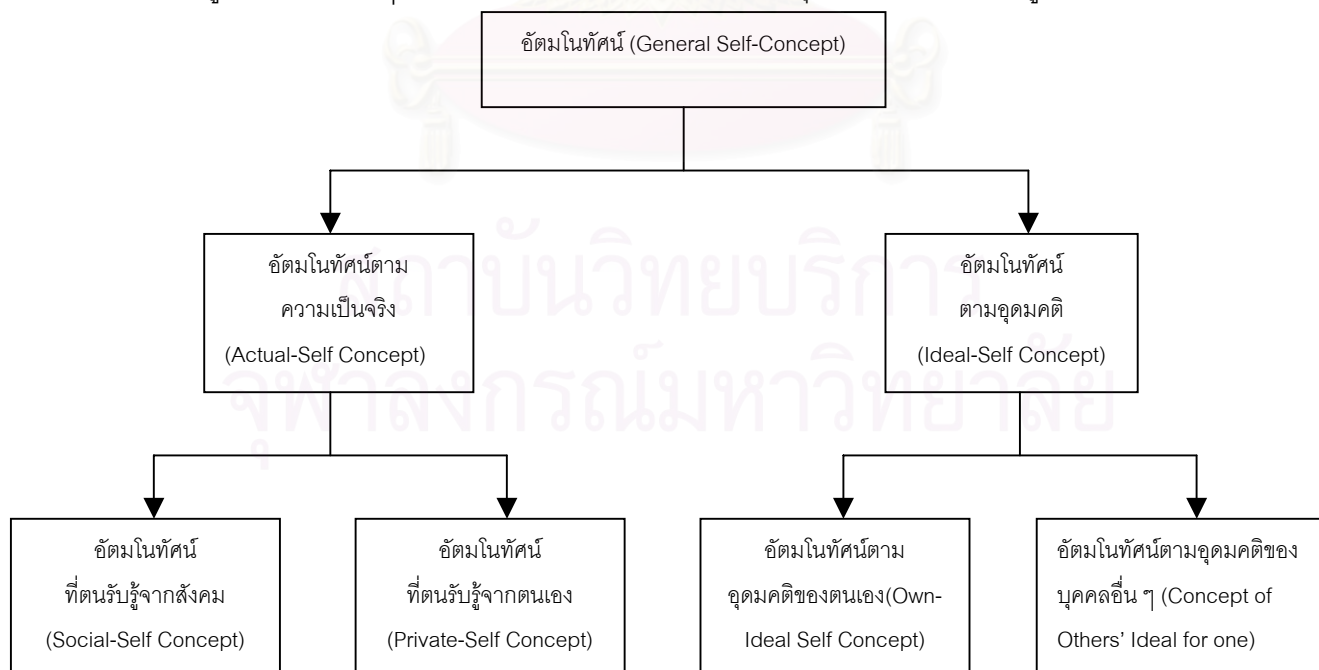 อัตมโนทัศน์ (General Self-Concept)
อัตมโนทัศน์ตาม
ความเป็นจริง
(Actual-Self Concept)
อัตมโนทัศน์
ตามอุดมคติ
(Ideal-Self Concept)
สถาบันวิทยบริการ
จุฬาลงกรณ์มหาวิทยาลัย
อัตมโนทัศน์
ที่ตนรับรู้จากสังคม
(Social-Self Concept)
อัตมโนทัศน์
ที่ตนรับรู้จากตนเอง
(Private-Self Concept)
อัตมโนทัศน์ตาม
อุดมคติของตนเอง(Own-
Ideal Self Concept)
อัตมโนทัศน์ตามอุดมคติของ
บุคคลอื่น ๆ (Concept of
Others’ Ideal for one)